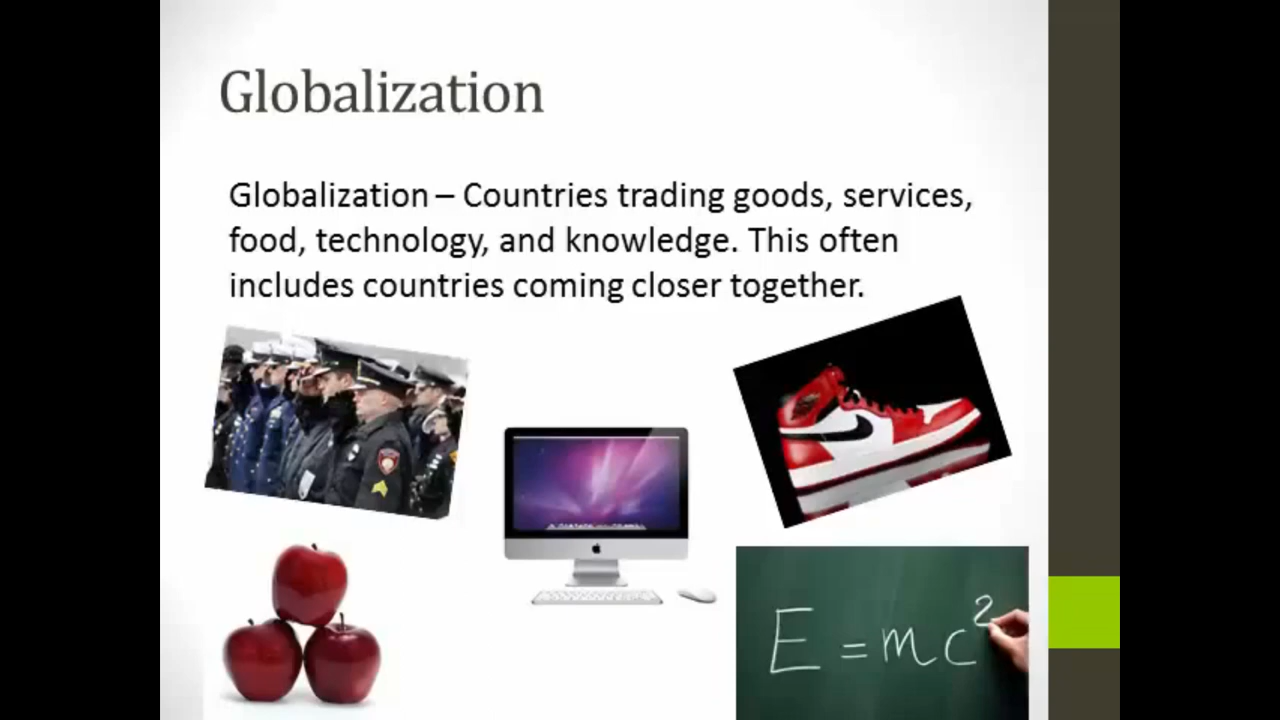 Globalization
Globalization – Countries trading goods, services,
food, technology, and knowledge. This often
includes countries coming closer together.
E = mc²